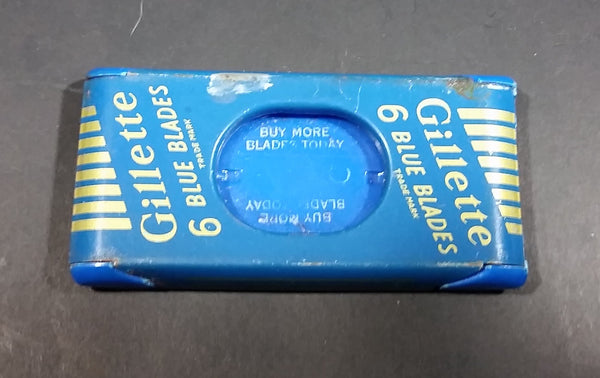 Gillette
6 BLUE BLADES
TRADE MARK
BUY MORE
BLADES TODAY
BUY MORE
BLADES TODAY
Gillette
6 BLUE BLADES
TRADE MARK